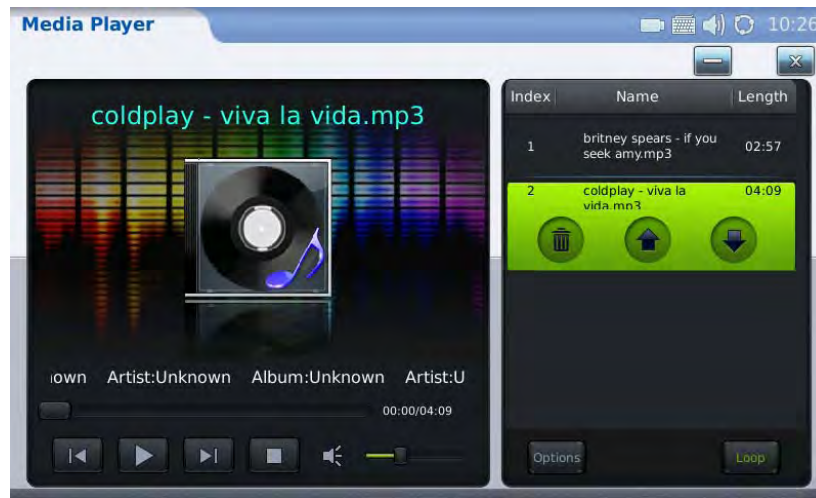 Media Player
10:26
coldplay - viva la vida.mp3
Index Name Length
1 britney spears - if you 02:57
seek amy.mp3
2 coldplay - viva la 04:09
vida.mp3
own Artist:Unknown Album:Unknown Artist:U
00:00/04:09
Options
Loop